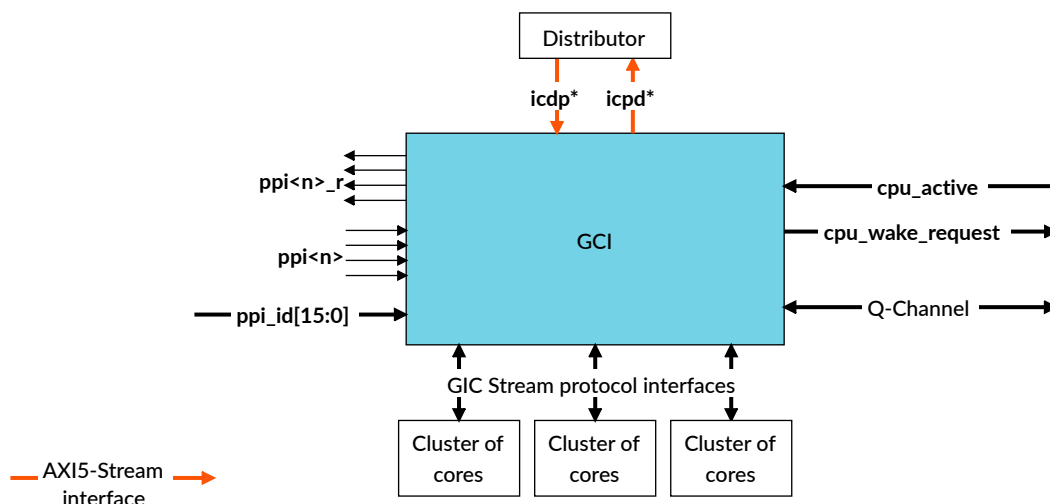 Distributor
icdp*
icpd*
ppi<n>_r
cpu_active
cpu_wake_request
GCI
ppi<n>
ppi_id[15:0]
Q-Channel
GIC Stream protocol interfaces
Cluster of
cores
Cluster of
cores
Cluster of
cores
AXI5-Stream
interface